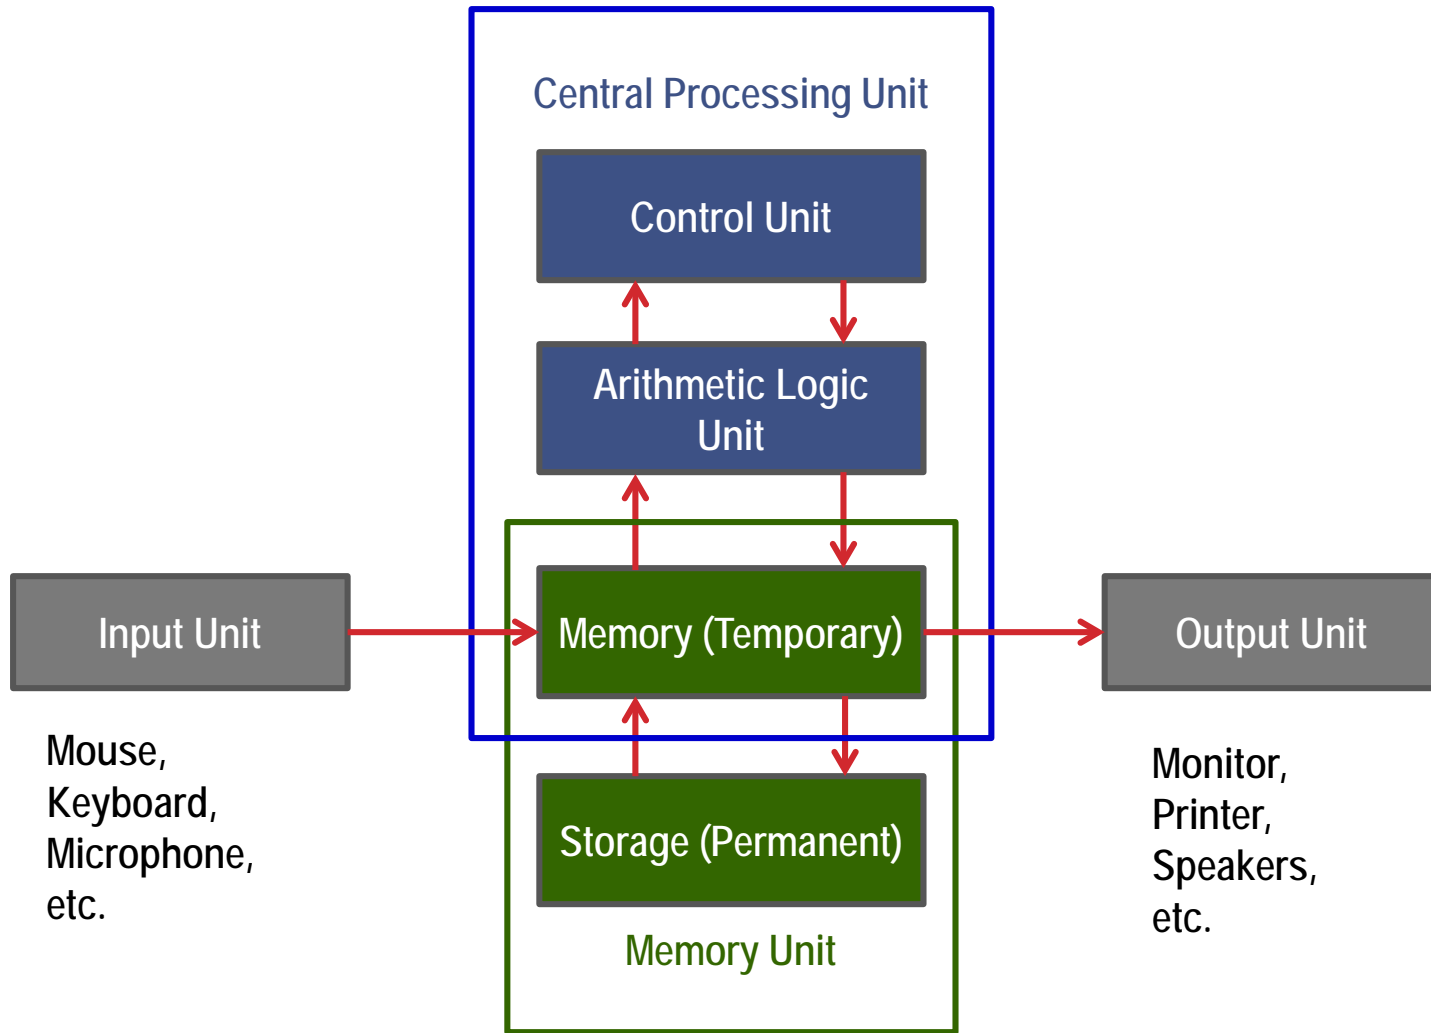 Central Processing Unit
Control Unit
Arithmetic Logic
Unit
Input Unit
Memory (Temporary)
Output Unit
Mouse,
Keyboard,
Microphone,
etc.
Monitor,
Printer,
Speakers,
etc.
Storage (Permanent)
Memory Unit